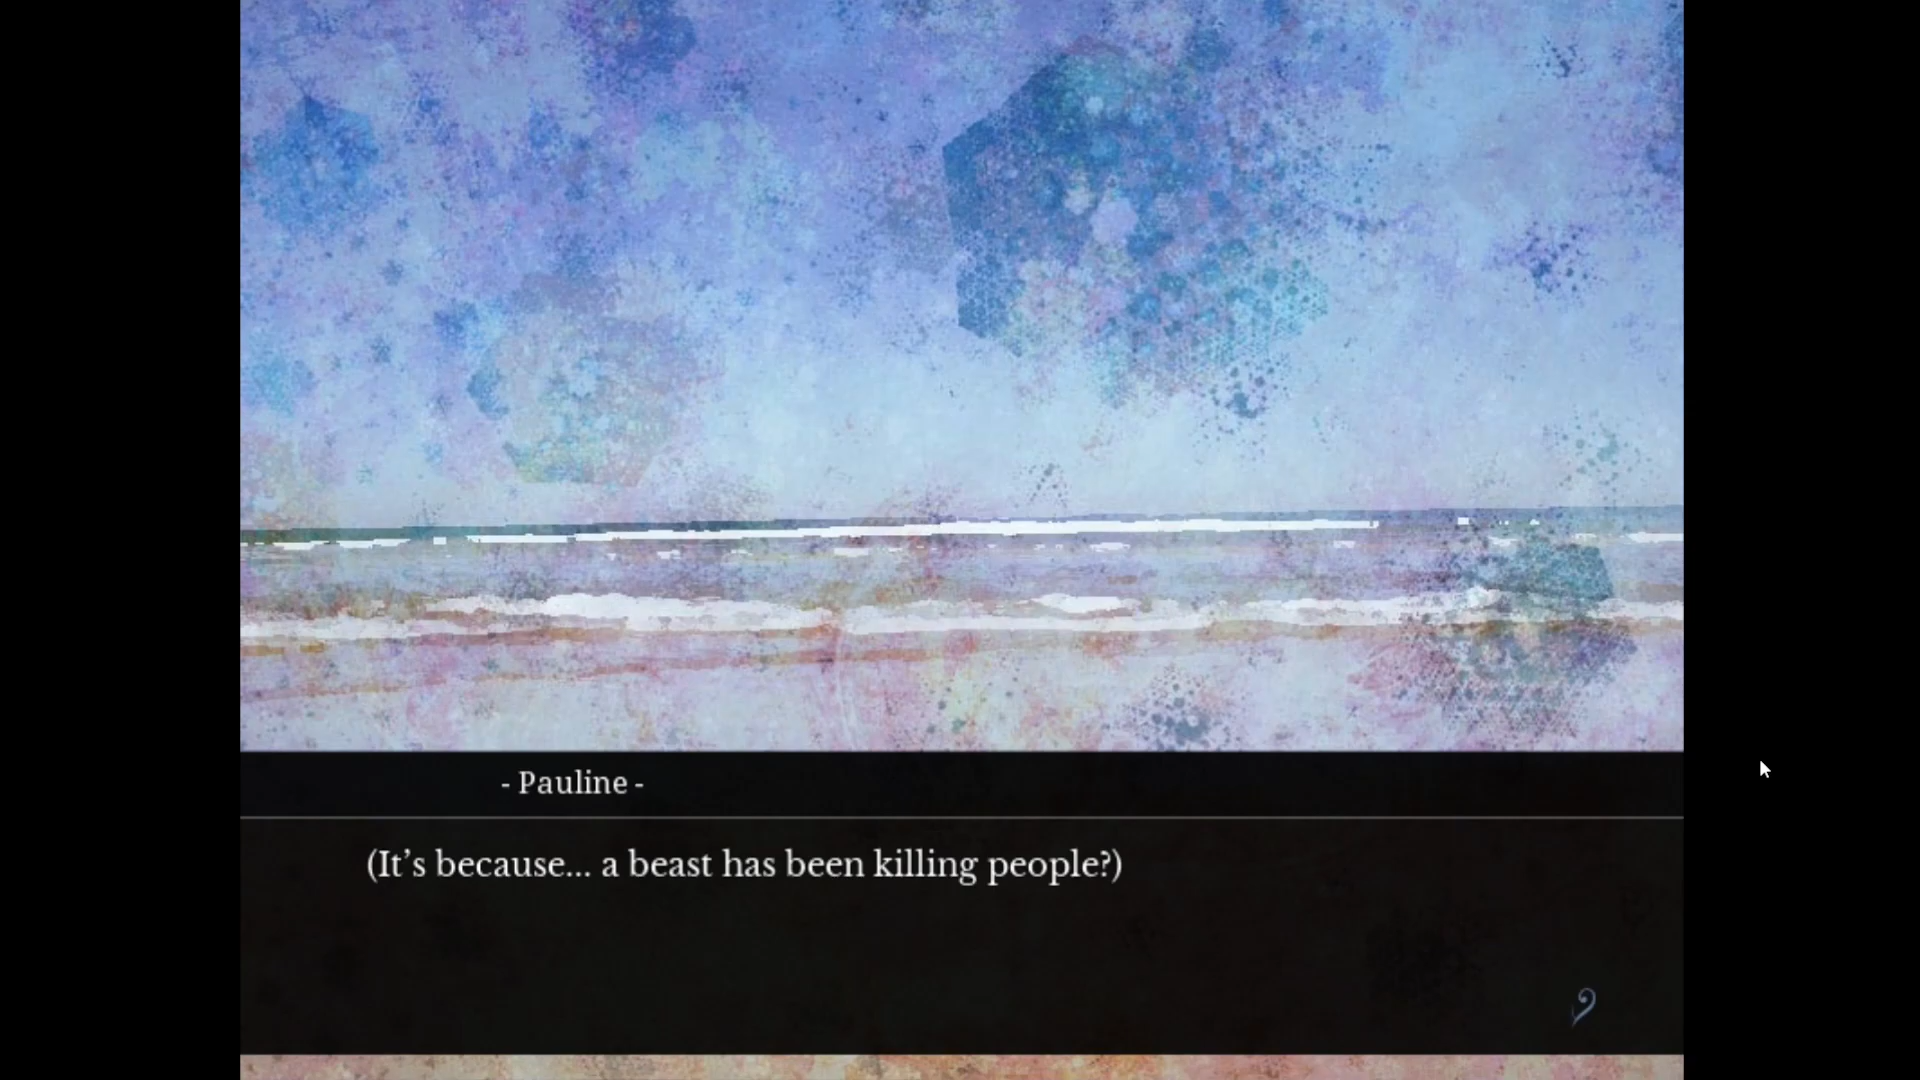 - Pauline -
(It’s because... a beast has been killing people?)